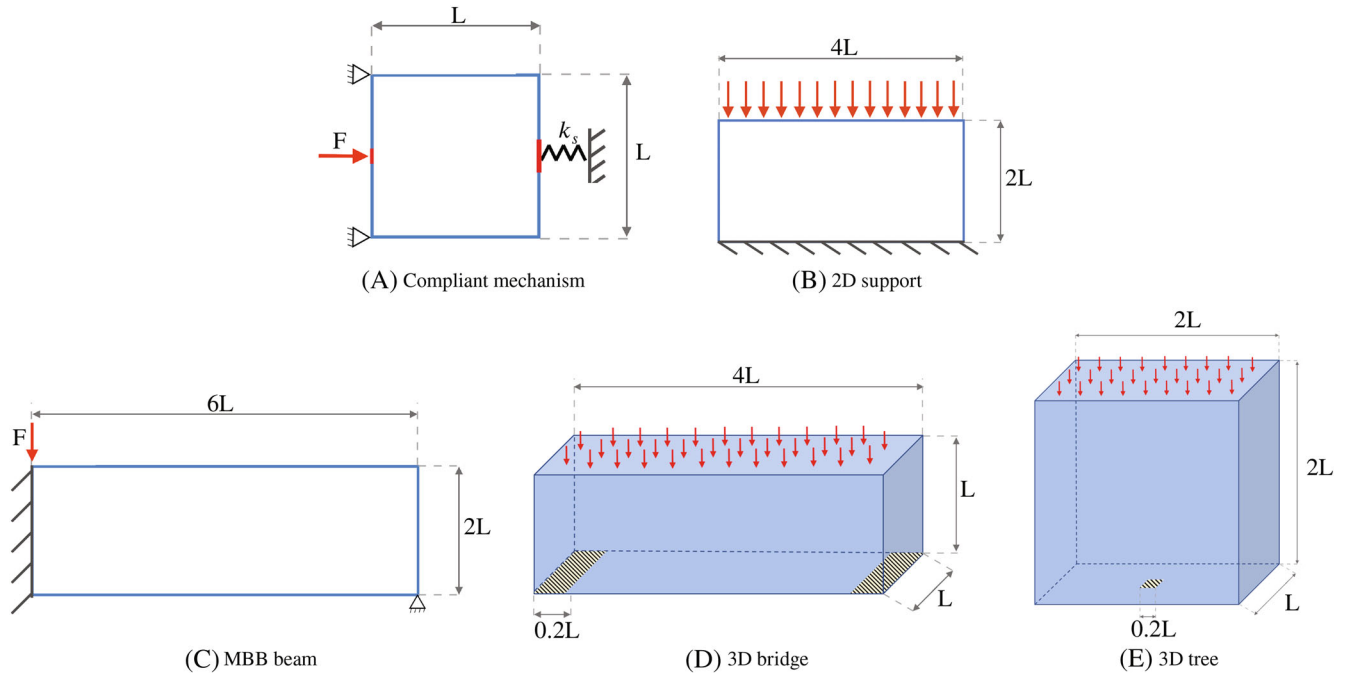 L
F
k_s
L
(A) Compliant mechanism
4L
2L
(B) 2D support
6L
F
2L
(C) MBB beam
4L
L
L
0.2L
(D) 3D bridge
2L
2L
L
0.2L
(E) 3D tree